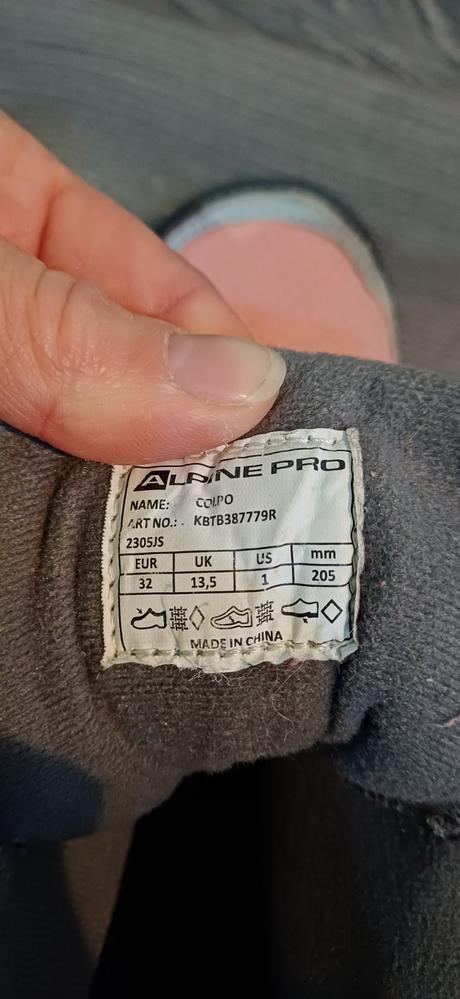 ALPINE PRO
NAME: COLPO
ART NO.: KBTB387779R
2305JS
EUR UK US mm
32 13,5 1 205
MADE IN CHINA